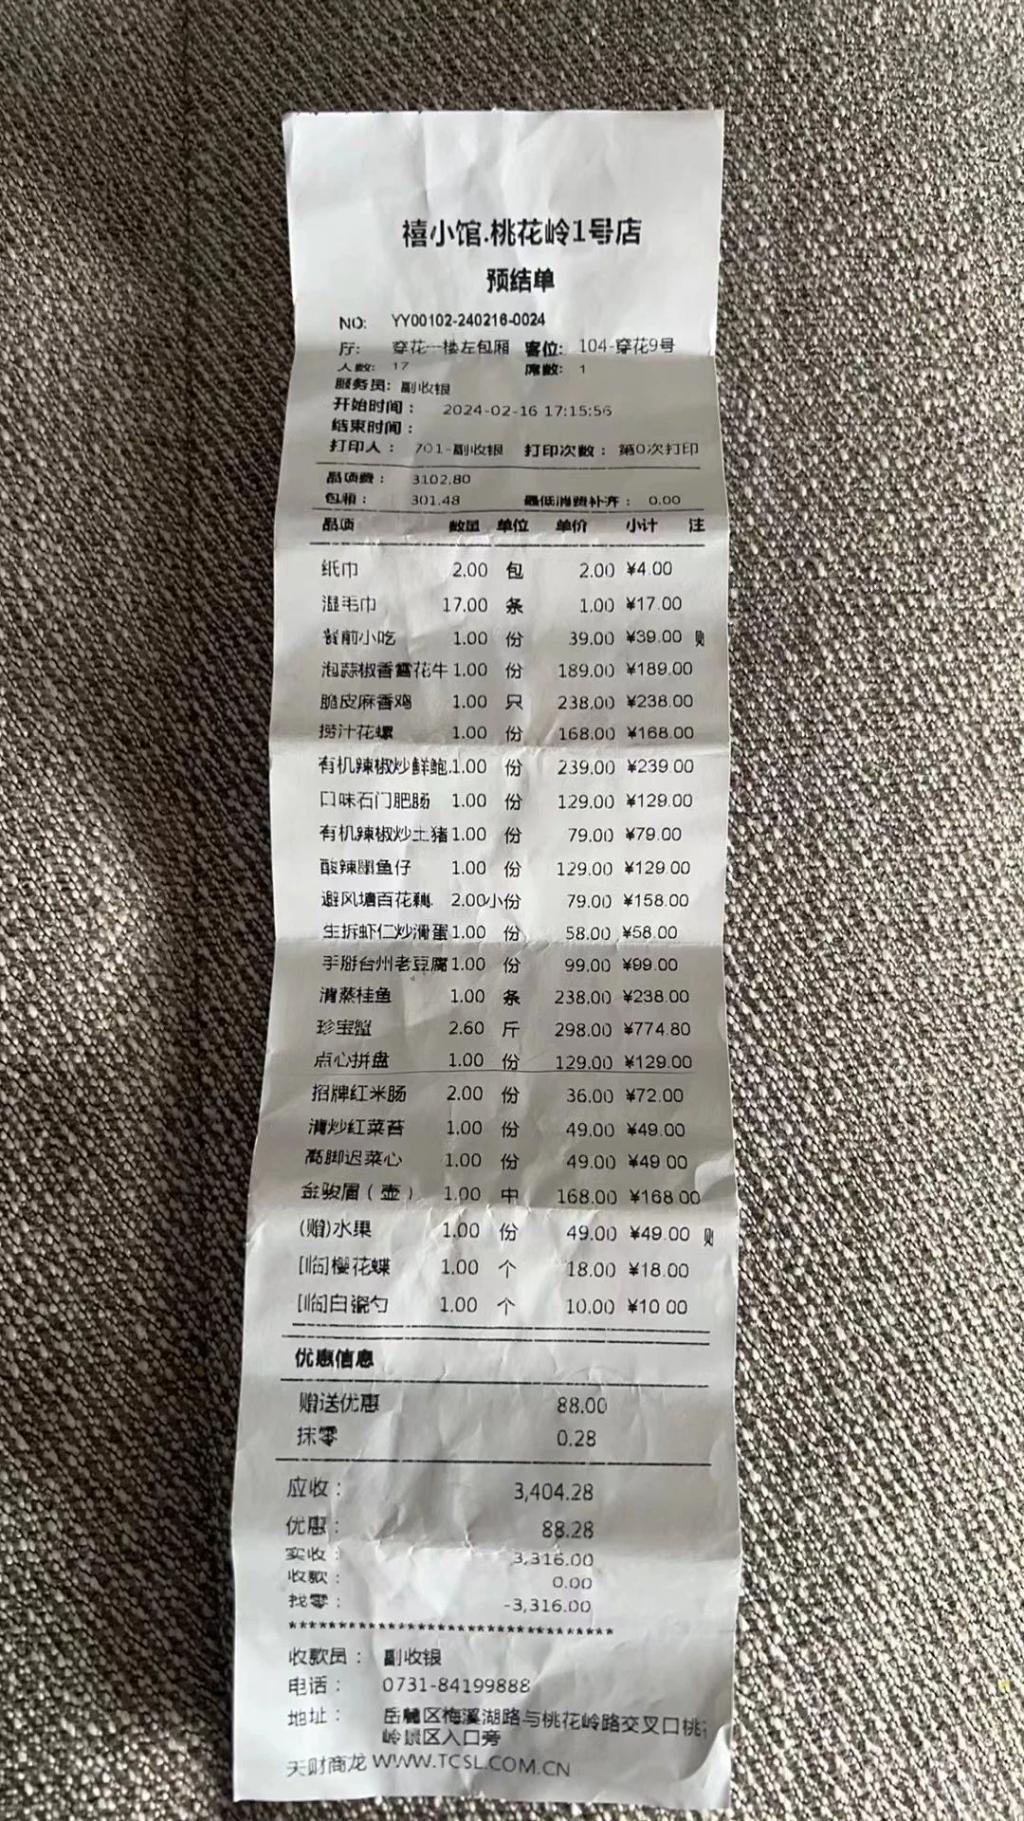 禧小馆.桃花岭1号店
预结单
NO: YY00102-240216-0024
厅: 穿花一楼左包厢 客位: 104-穿花9号
人数: 17 席数: 1
服务员: 副收银
开始时间: 2024-02-16 17:15:56
结束时间:
打印人: 701-副收银 打印次数: 第0次打印
品项费: 3102.80
包厢: 301.48 最低消费补齐: 0.00
品项 数量 单位 单价 小计 注
纸巾 2.00 包 2.00 ¥4.00
湿毛巾 17.00 条 1.00 ¥17.00
餐前小吃 1.00 份 39.00 ¥39.00
泡蒜椒香雪花牛 1.00 份 189.00 ¥189.00
脆皮麻香鸡 1.00 只 238.00 ¥238.00
捞汁花螺 1.00 份 168.00 ¥168.00
有机辣椒炒鲜鲍. 1.00 份 239.00 ¥239.00
口味石门肥肠 1.00 份 129.00 ¥129.00
有机辣椒炒土猪 1.00 份 79.00 ¥79.00
酸辣鱼仔 1.00 份 129.00 ¥129.00
避风塘百花藕. 2.00 小份 79.00 ¥158.00
生拆虾仁炒滑蛋 1.00 份 58.00 ¥58.00
手掰台州老豆腐 1.00 份 99.00 ¥99.00
清蒸桂鱼 1.00 条 238.00 ¥238.00
珍宝蟹 2.60 斤 298.00 ¥774.80
点心拼盘 1.00 份 129.00 ¥129.00
招牌红米肠 2.00 份 36.00 ¥72.00
清炒红菜苔 1.00 份 49.00 ¥49.00
高脚迟菜心 1.00 份 49.00 ¥49.00
金骏眉（壶） 1.00 中 168.00 ¥168.00
(赠)水果 1.00 份 49.00 ¥49.00
[临]樱花蝶 1.00 个 18.00 ¥18.00
[临]白瓷勺 1.00 个 10.00 ¥10.00
优惠信息
赠送优惠 88.00
抹零 0.28
应收: 3,404.28
优惠: 88.28
实收: 3,316.00
收款: 0.00
找零: -3,316.00
********************************
收款员: 副收银
电话: 0731-84199888
地址: 岳麓区梅溪湖路与桃花岭路交叉口桃
岭景区入口旁
天财商龙 WWW.TCSL.COM.CN